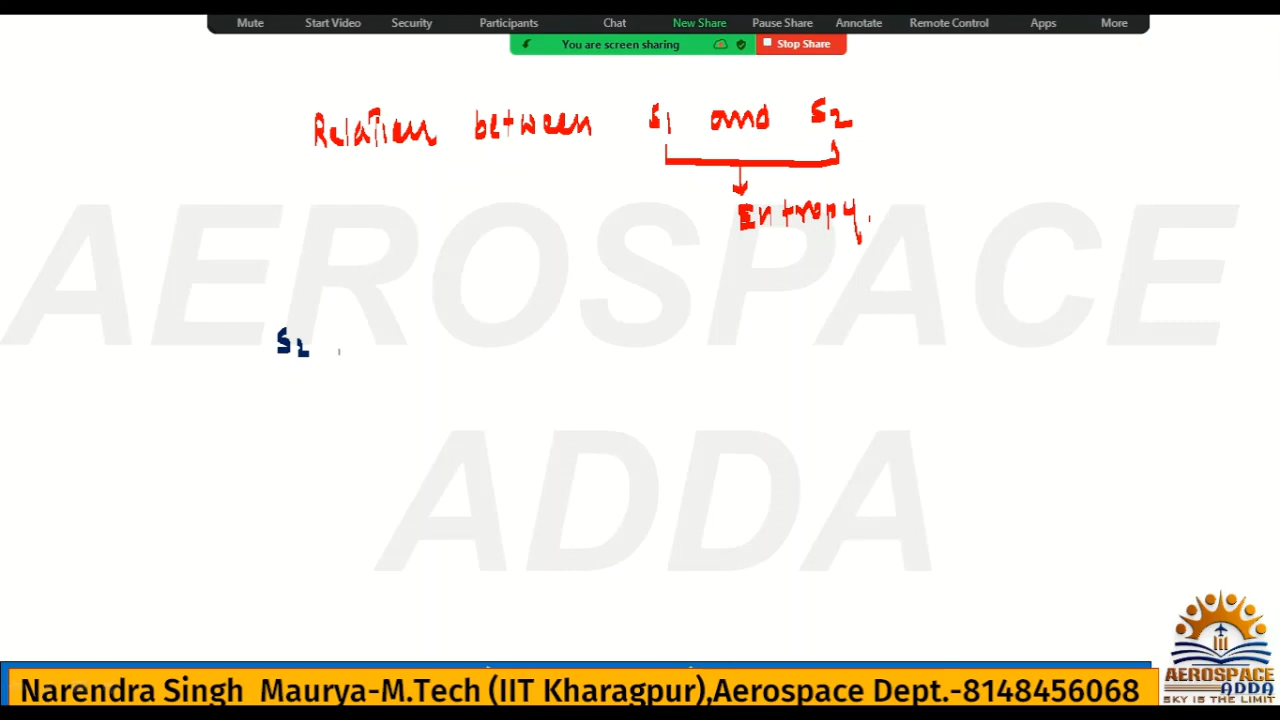 Mute Start Video Security Participants Chat New Share Pause Share Annotate Remote Control Apps More
You are screen sharing Stop Share
Relation between S1 and S2
Entropy.
AEROSPACE
S2
ADDA
AEROSPACE
ADDA
SKY IS THE LIMIT
Narendra Singh Maurya-M.Tech (IIT Kharagpur),Aerospace Dept.-8148456068